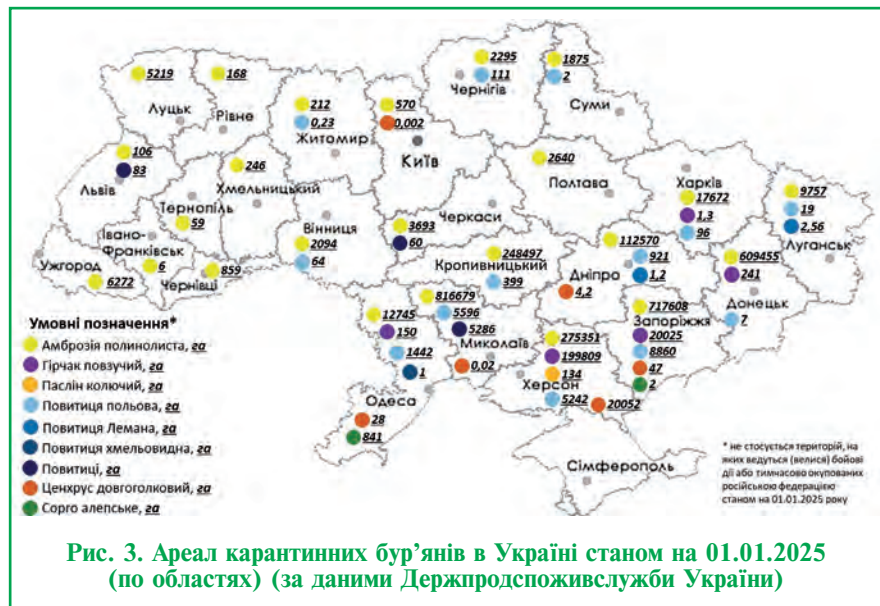 2295
111
Чернігів
1875
2
Суми
5219
Луцьк
168
Рівне
212
0,23
Житомир
570
0,002
Київ
106
83
Львів
246
Хмельницький
Тернопіль
59
Івано-
Франківськ
6
Ужгород
6272
Чернівці
859
Вінниця
2094
64
Черкаси
3693
60
2640
Полтава
Харків
17672
1,3
96
9757
19
2,56
Луганськ
248497
Кропивницький
399
112570
921
Дніпро
1,2
4,2
609455
241
Донецьк
7
12745
150
1442
1
Одеса
28
841
816679
5596
5286
Миколаїв
0,02
275351
199809
134
Херсон
5242
20052
717608
Запоріжжя
20025
8860
47
2
Сімферополь
Умовні позначення*
Амброзія полинолиста, га
Гірчак повзучий, га
Паслін колючий, га
Повитиця польова, га
Повитиця Лемана, га
Повитиця хмельовидна, га
Повитиці, га
Ценхрус довгоголковий, га
Сорго алепське, га
* не стосується територій, на
яких ведуться (велися) бойові
дії або тимчасово окупованих
російською федерацією
станом на 01.01.2025 року
Рис. 3. Ареал карантинних бур’янів в Україні станом на 01.01.2025
(по областях) (за даними Держпродспоживслужби України)